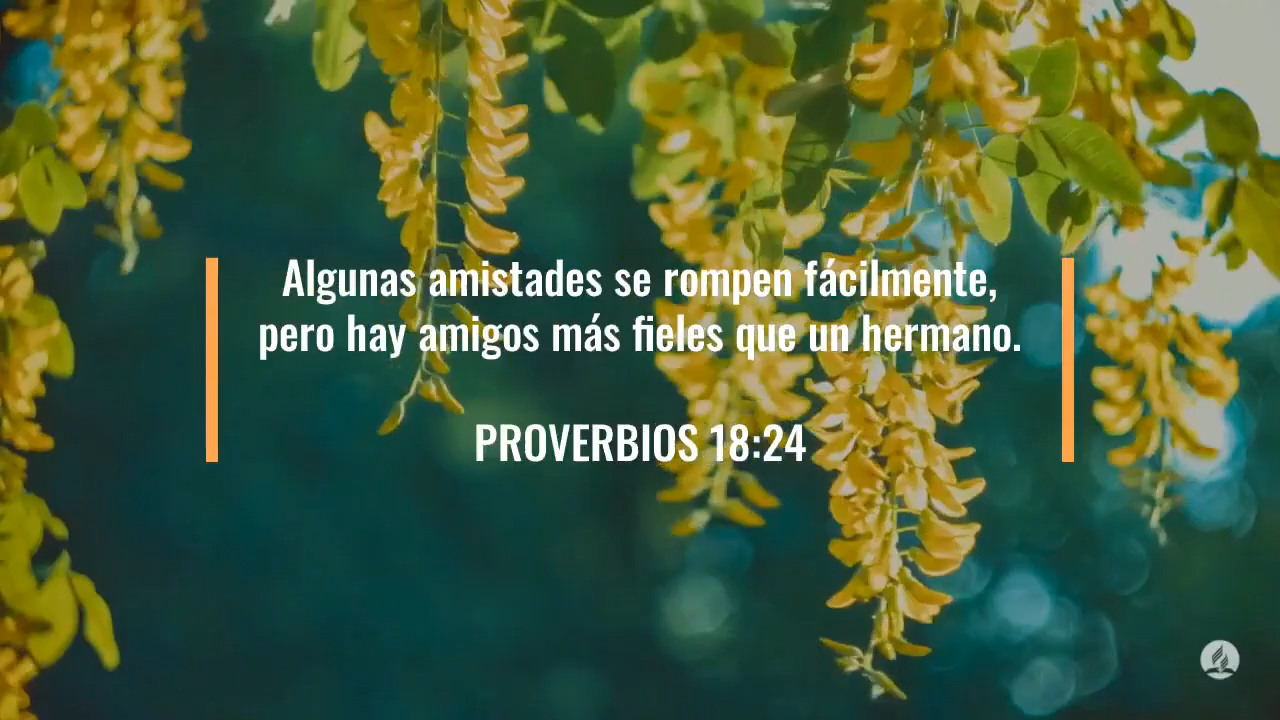 Algunas amistades se rompen fácilmente,
pero hay amigos más fieles que un hermano.
PROVERBIOS 18:24